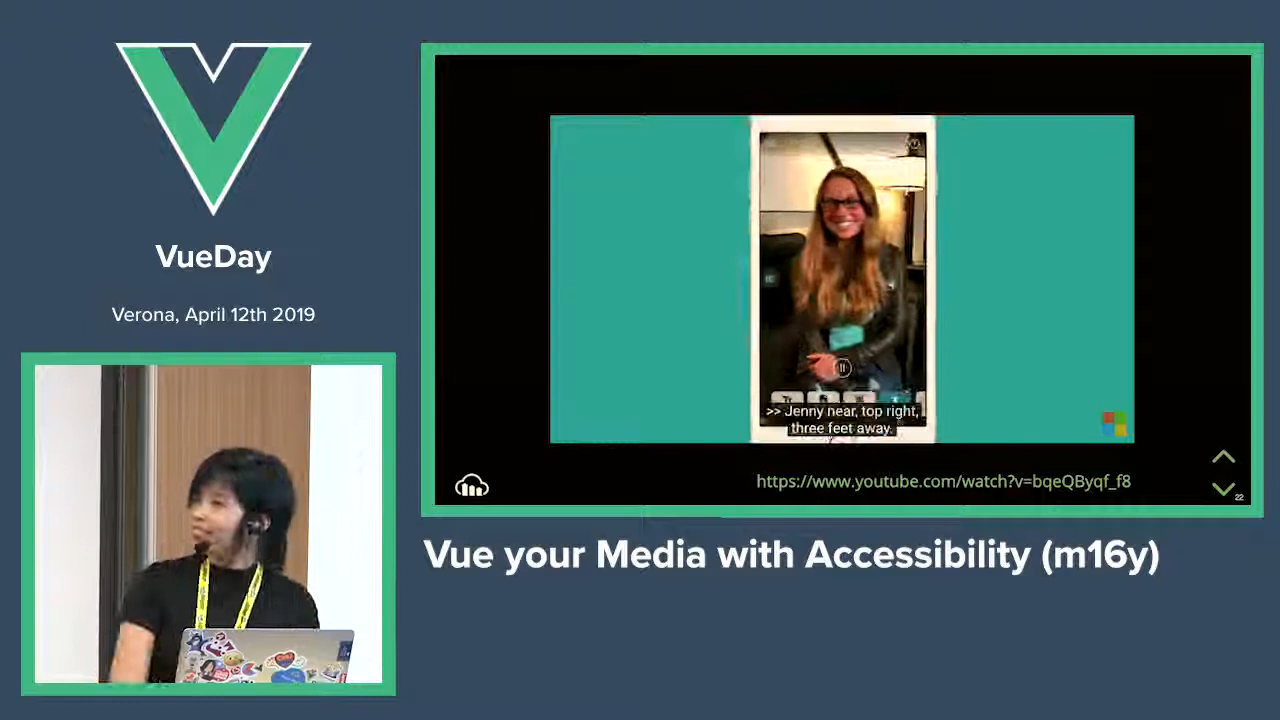 VueDay
Verona, April 12th 2019
>> Jenny near, top right,
three feet away.
https://www.youtube.com/watch?v=bqeQByqf_f8
22
Vue your Media with Accessibility (m16y)